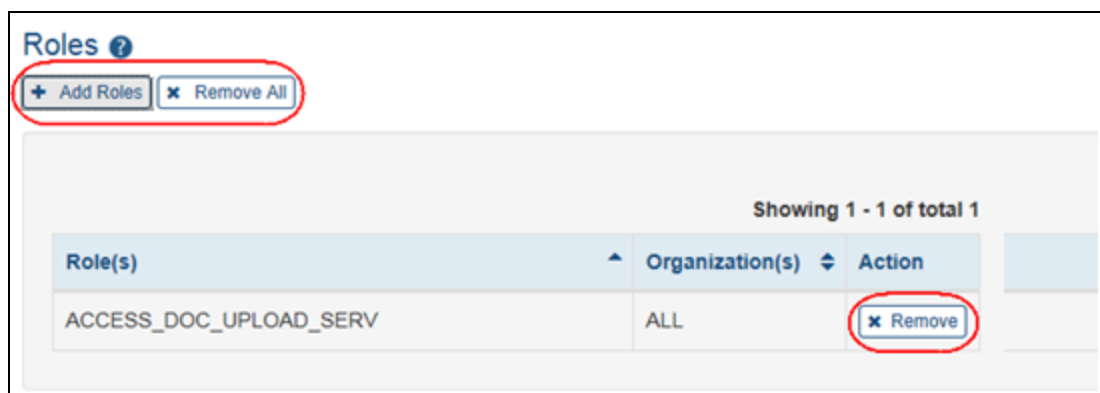 Roles ?
+ Add Roles × Remove All
Showing 1 - 1 of total 1
Role(s) Organization(s) Action
ACCESS_DOC_UPLOAD_SERV ALL × Remove